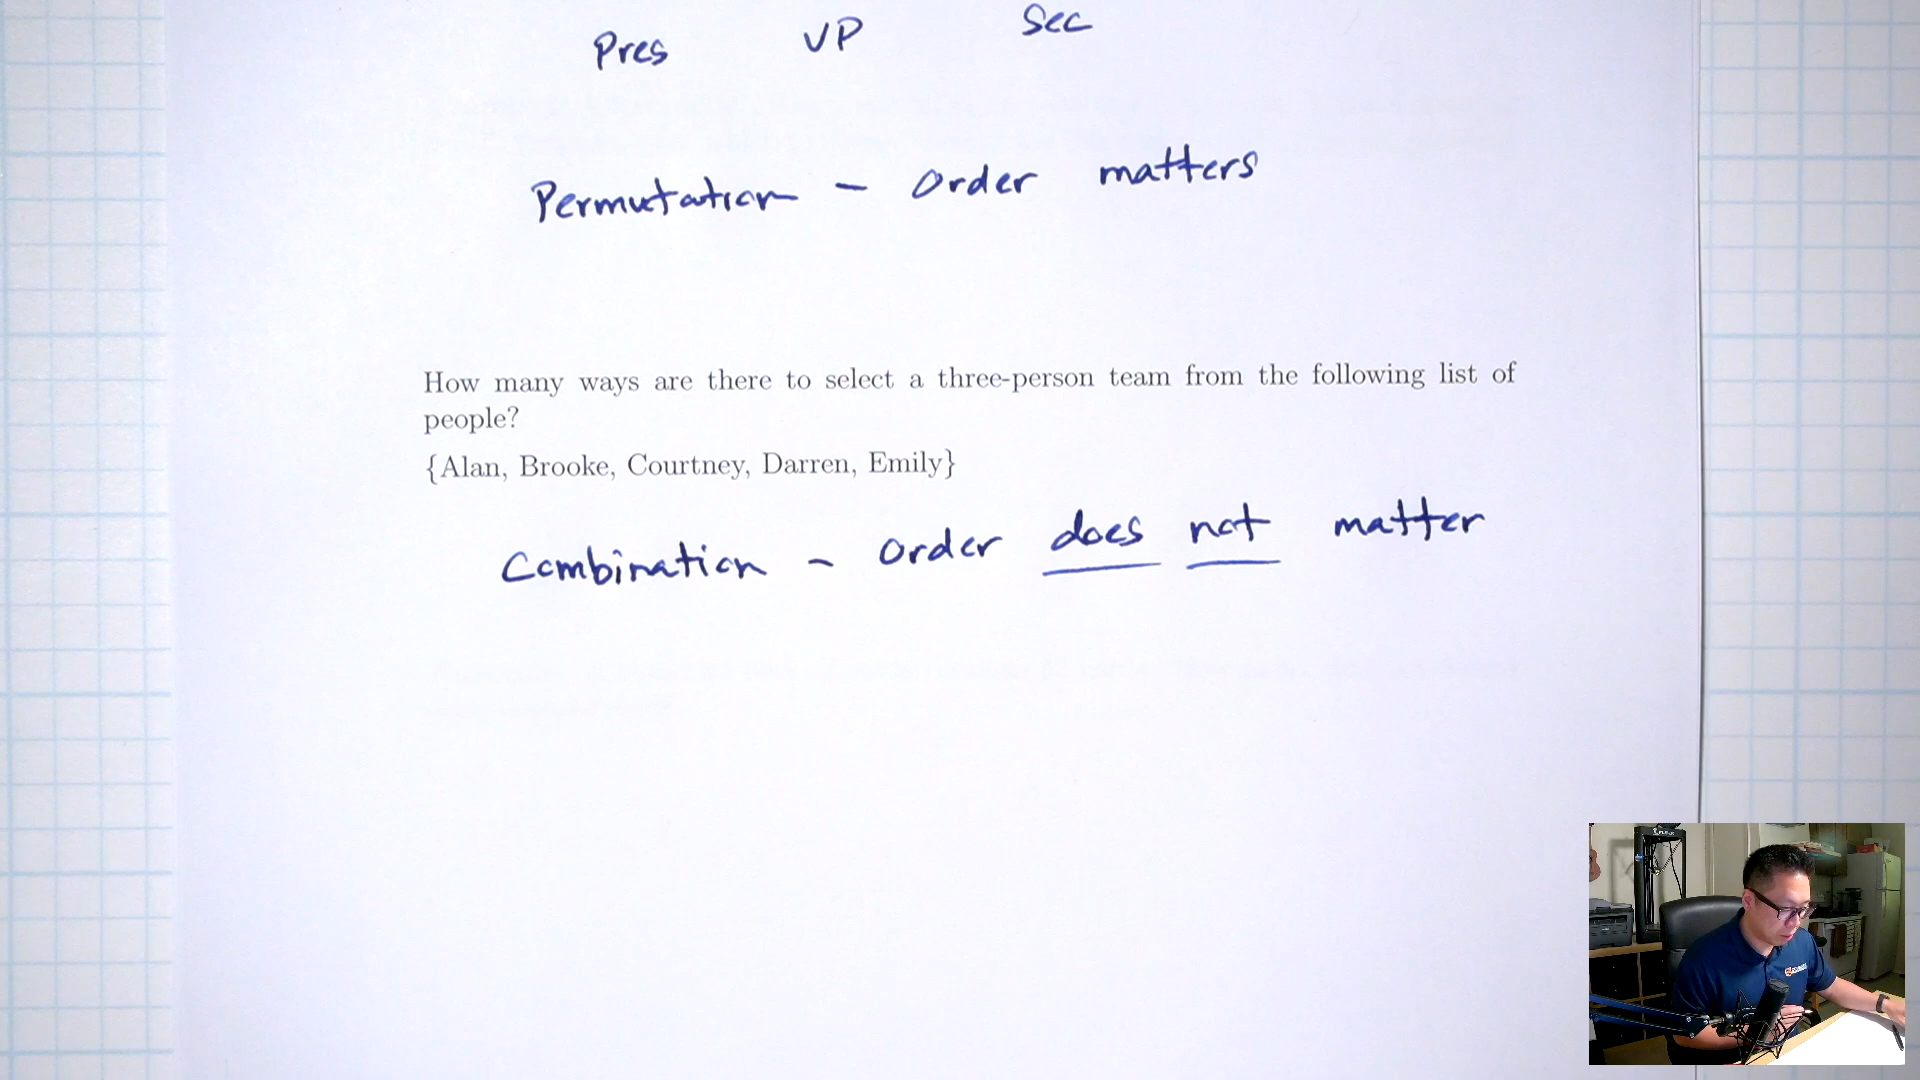 Pres VP Sec
Permutation - Order matters
How many ways are there to select a three-person team from the following list of
people?
{Alan, Brooke, Courtney, Darren, Emily}
Combination - Order does not matter